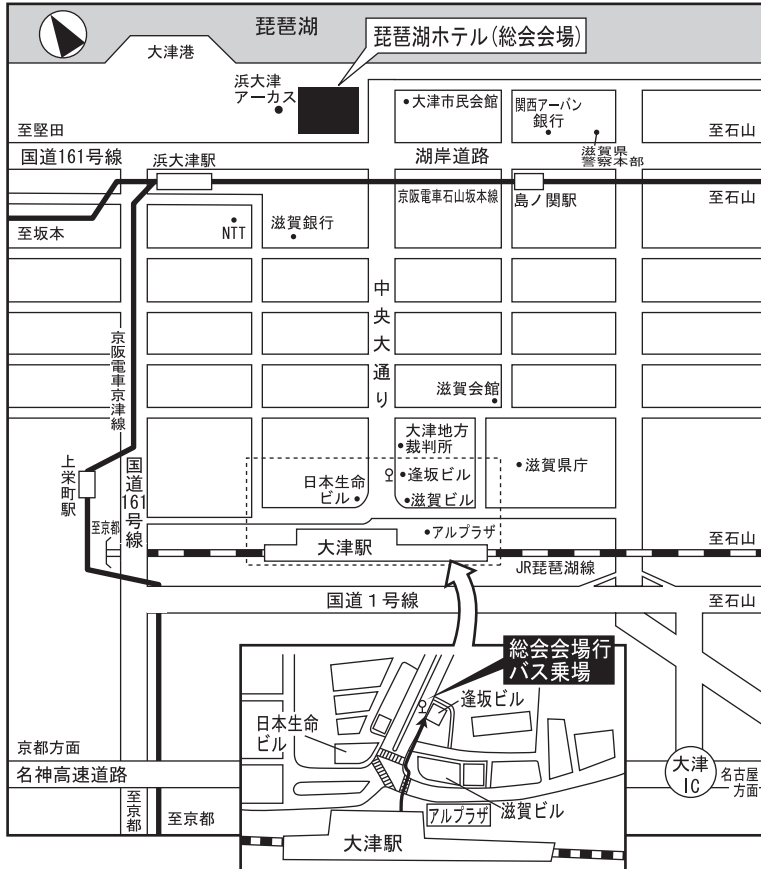 琵琶湖
大津港
琵琶湖ホテル(総会会場)
浜大津
アーカス
大津市民会館
関西アーバン
銀行
至堅田
至石山
滋賀県
警察本部
国道161号線
浜大津駅
湖岸道路
京阪電車石山坂本線
島ノ関駅
至石山
至坂本
NTT
滋賀銀行
中央大通り
京阪電車京津線
滋賀会館
大津地方
裁判所
上栄町駅
国道161号線
日本生命
ビル
逢坂ビル
滋賀ビル
滋賀県庁
至京都
アルプラザ
大津駅
至石山
JR琵琶湖線
国道1号線
至石山
総会会場行
バス乗場
逢坂ビル
日本生命
ビル
京都方面
名神高速道路
大津
IC
名古屋
方面
至京都
至京都
アルプラザ
滋賀ビル
大津駅